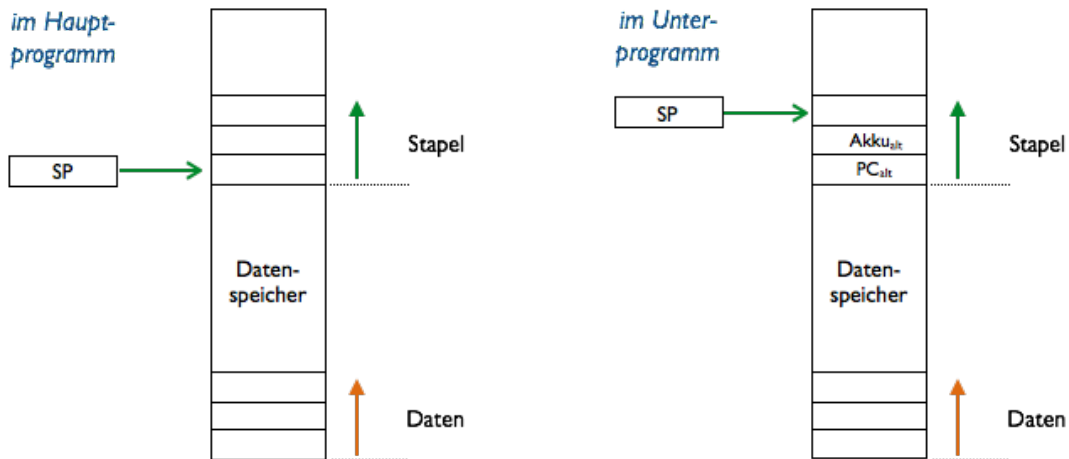 im Haupt-
programm
SP
Stapel
Daten-
speicher
Daten
im Unter-
programm
SP
Akkualt
PCalt
Stapel
Daten-
speicher
Daten